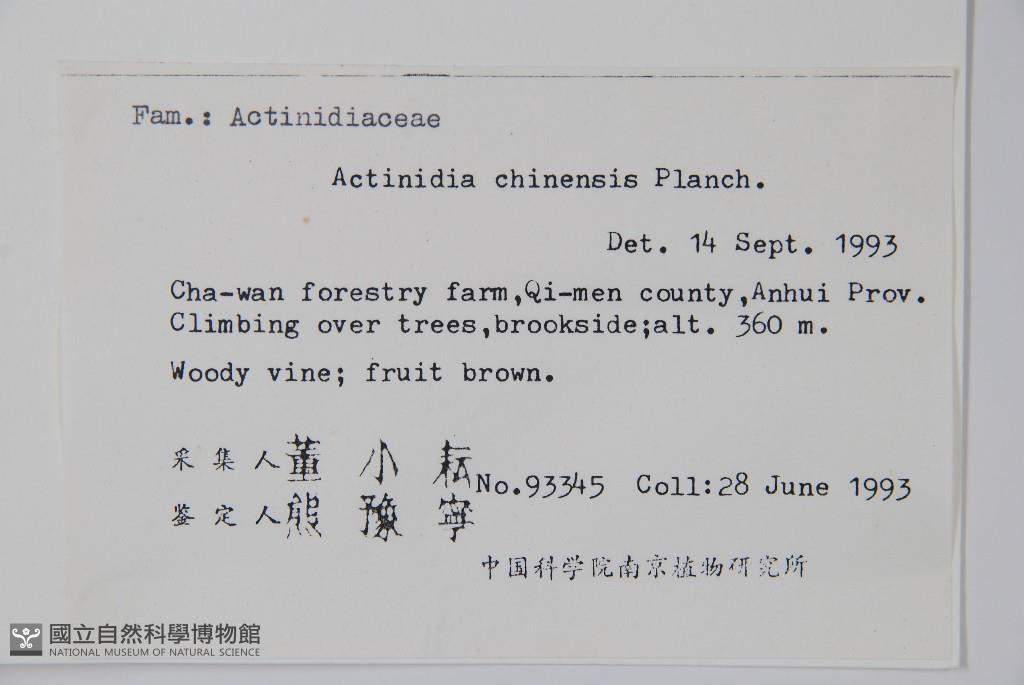 Fam.: Actinidiaceae
Actinidia chinensis Planch.
Det. 14 Sept. 1993
Cha-wan forestry farm,Qi-men county,Anhui Prov.
Climbing over trees,brookside;alt. 360 m.
Woody vine; fruit brown.
采集人 董小耘
No.93345 Coll:28 June 1993
鉴定人 熊豫宁
中国科学院南京植物研究所
國立自然科學博物館
NATIONAL MUSEUM OF NATURAL SCIENCE